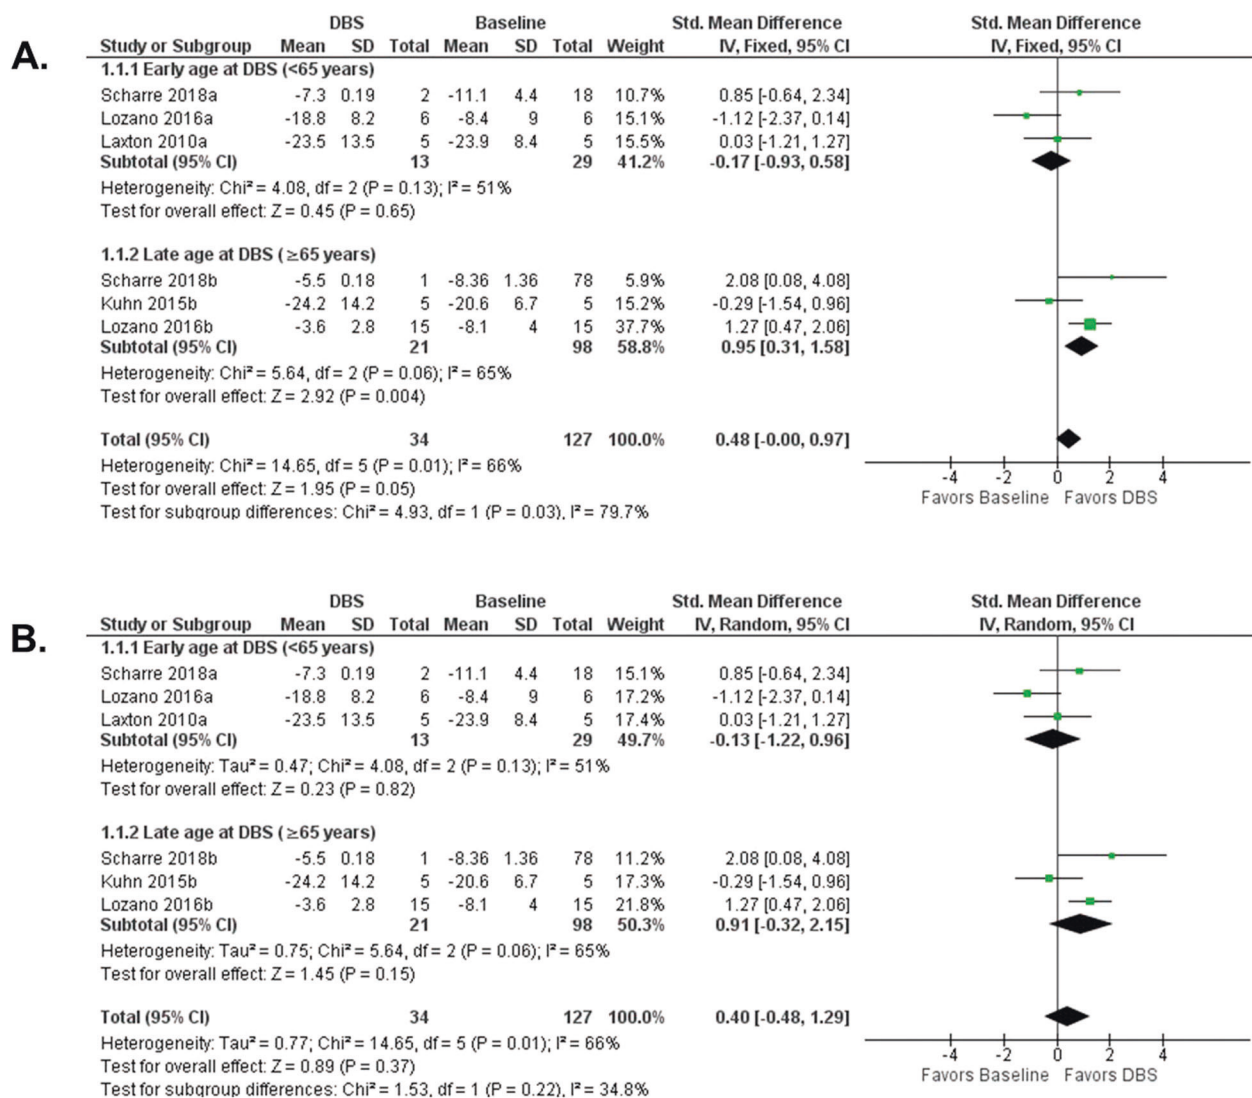 A.
DBS Baseline Std. Mean Difference Std. Mean Difference
Study or Subgroup Mean SD Total Mean SD Total Weight IV, Fixed, 95% CI IV, Fixed, 95% CI
1.1.1 Early age at DBS (<65 years)
Scharre 2018a -7.3 0.19 2 -11.1 4.4 18 10.7% 0.85 [-0.64, 2.34]
Lozano 2016a -18.8 8.2 6 -8.4 9 6 15.1% -1.12 [-2.37, 0.14]
Laxton 2010a -23.5 13.5 5 -23.9 8.4 5 15.5% 0.03 [-1.21, 1.27]
Subtotal (95% CI) 13 29 41.2% -0.17 [-0.93, 0.58]
Heterogeneity: Chi² = 4.08, df = 2 (P = 0.13); I² = 51%
Test for overall effect: Z = 0.45 (P = 0.65)
1.1.2 Late age at DBS (≥65 years)
Scharre 2018b -5.5 0.18 1 -8.36 1.36 78 5.9% 2.08 [0.08, 4.08]
Kuhn 2015b -24.2 14.2 5 -20.6 6.7 5 15.2% -0.29 [-1.54, 0.96]
Lozano 2016b -3.6 2.8 15 -8.1 4 15 37.7% 1.27 [0.47, 2.06]
Subtotal (95% CI) 21 98 58.8% 0.95 [0.31, 1.58]
Heterogeneity: Chi² = 5.64, df = 2 (P = 0.06); I² = 65%
Test for overall effect: Z = 2.92 (P = 0.004)
Total (95% CI) 34 127 100.0% 0.48 [-0.00, 0.97]
Heterogeneity: Chi² = 14.65, df = 5 (P = 0.01); I² = 66%
Test for overall effect: Z = 1.95 (P = 0.05)
Test for subgroup differences: Chi² = 4.93, df = 1 (P = 0.03), I² = 79.7%
-4 -2 0 2 4
Favors Baseline Favors DBS
B.
DBS Baseline Std. Mean Difference Std. Mean Difference
Study or Subgroup Mean SD Total Mean SD Total Weight IV, Random, 95% CI IV, Random, 95% CI
1.1.1 Early age at DBS (<65 years)
Scharre 2018a -7.3 0.19 2 -11.1 4.4 18 15.1% 0.85 [-0.64, 2.34]
Lozano 2016a -18.8 8.2 6 -8.4 9 6 17.2% -1.12 [-2.37, 0.14]
Laxton 2010a -23.5 13.5 5 -23.9 8.4 5 17.4% 0.03 [-1.21, 1.27]
Subtotal (95% CI) 13 29 49.7% -0.13 [-1.22, 0.96]
Heterogeneity: Tau² = 0.47; Chi² = 4.08, df = 2 (P = 0.13); I² = 51%
Test for overall effect: Z = 0.23 (P = 0.82)
1.1.2 Late age at DBS (≥65 years)
Scharre 2018b -5.5 0.18 1 -8.36 1.36 78 11.2% 2.08 [0.08, 4.08]
Kuhn 2015b -24.2 14.2 5 -20.6 6.7 5 17.3% -0.29 [-1.54, 0.96]
Lozano 2016b -3.6 2.8 15 -8.1 4 15 21.8% 1.27 [0.47, 2.06]
Subtotal (95% CI) 21 98 50.3% 0.91 [-0.32, 2.15]
Heterogeneity: Tau² = 0.75; Chi² = 5.64, df = 2 (P = 0.06); I² = 65%
Test for overall effect: Z = 1.45 (P = 0.15)
Total (95% CI) 34 127 100.0% 0.40 [-0.48, 1.29]
Heterogeneity: Tau² = 0.77; Chi² = 14.65, df = 5 (P = 0.01); I² = 66%
Test for overall effect: Z = 0.89 (P = 0.37)
Test for subgroup differences: Chi² = 1.53, df = 1 (P = 0.22), I² = 34.8%
-4 -2 0 2 4
Favors Baseline Favors DBS